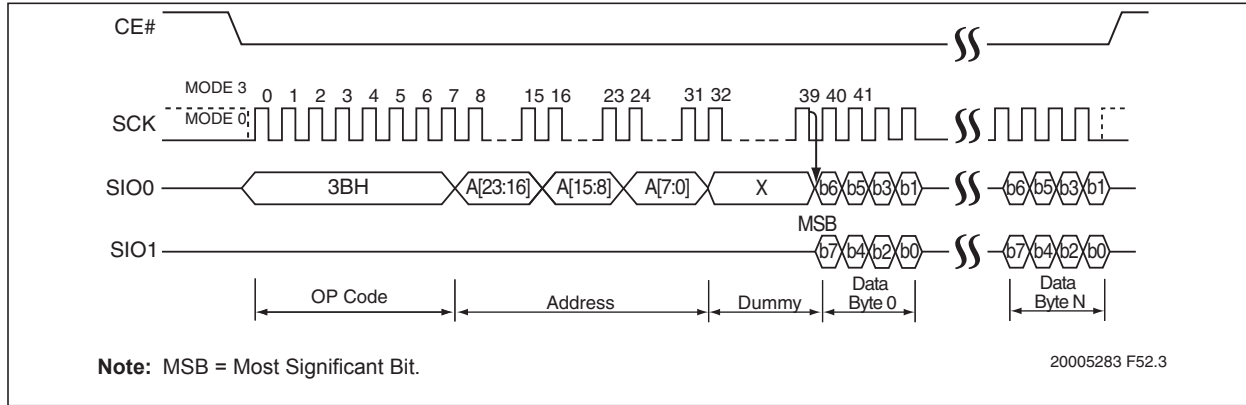 CE#
MODE 3
0 1 2 3 4 5 6 7 8 15 16 23 24 31 32 39 40 41
SCK MODE 0
SIO0 3BH A[23:16] A[15:8] A[7:0] X b6 b5 b3 b1 b6 b5 b3 b1
MSB
SIO1 b7 b4 b2 b0 b7 b4 b2 b0
OP Code Address Dummy Data Byte 0 Data Byte N
Note: MSB = Most Significant Bit.
20005283 F52.3